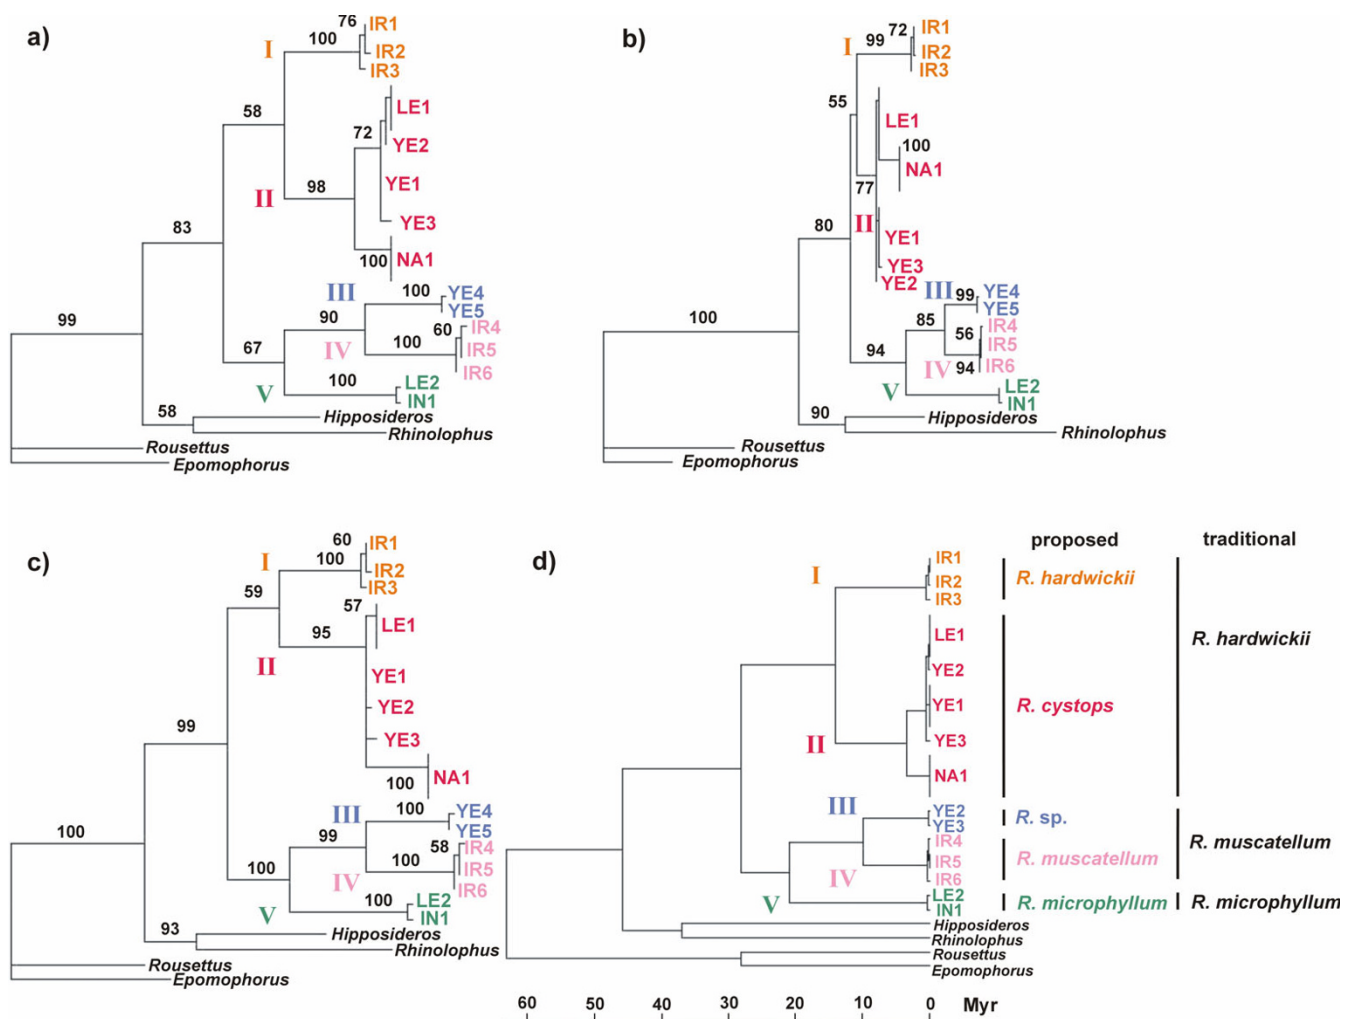 a)
I
76
100
IR1
IR2
IR3
58
LE1
72
YE2
YE1
II
98
YE3
NA1
100
83
III
100
YE4
YE5
90
60
IR4
IR5
IR6
99
67
IV
100
V
100
LE2
IN1
58
Hipposideros
Rhinolophus
Rousettus
Epomophorus
b)
I
72
99
IR1
IR2
IR3
55
LE1
100
NA1
77
II
YE1
YE3
YE2
80
III
99
YE4
YE5
85
56
IR4
IR5
IR6
100
94
IV
94
V
LE2
IN1
90
Hipposideros
Rhinolophus
Rousettus
Epomophorus
c)
I
60
100
IR1
IR2
IR3
59
57
LE1
95
II
YE1
YE2
YE3
NA1
100
99
III
100
YE4
YE5
99
58
IR4
IR5
IR6
100
100
IV
100
V
100
LE2
IN1
93
Hipposideros
Rhinolophus
Rousettus
Epomophorus
d)
proposed traditional
I
IR1
IR2
IR3
R. hardwickii
LE1
YE2
YE1
YE3
NA1
II
R. cystops
R. hardwickii
III
YE2
YE3
R. sp.
IR4
IR5
IR6
IV
R. muscatellum
R. muscatellum
V
LE2
IN1
R. microphyllum
R. microphyllum
Hipposideros
Rhinolophus
Rousettus
Epomophorus
60 50 40 30 20 10 0 Myr